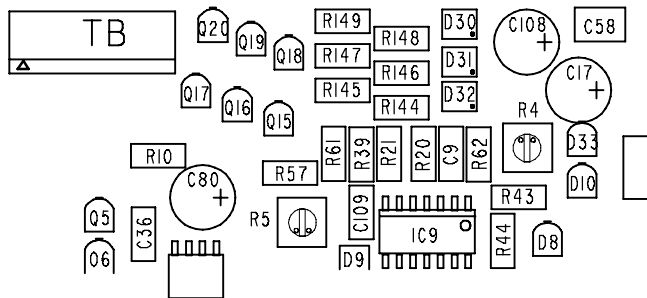 TB
Q20
Q19
Q18
R149
R148
R147
R146
R145
R144
D30
D31
D32
C108
C58
C17
Q17
Q16
Q15
R4
D33
R10
R61
R39
R21
R20
C9
R62
R57
C80
D10
R43
C109
R5
Q5
C36
IC9
R44
D8
O6
D9